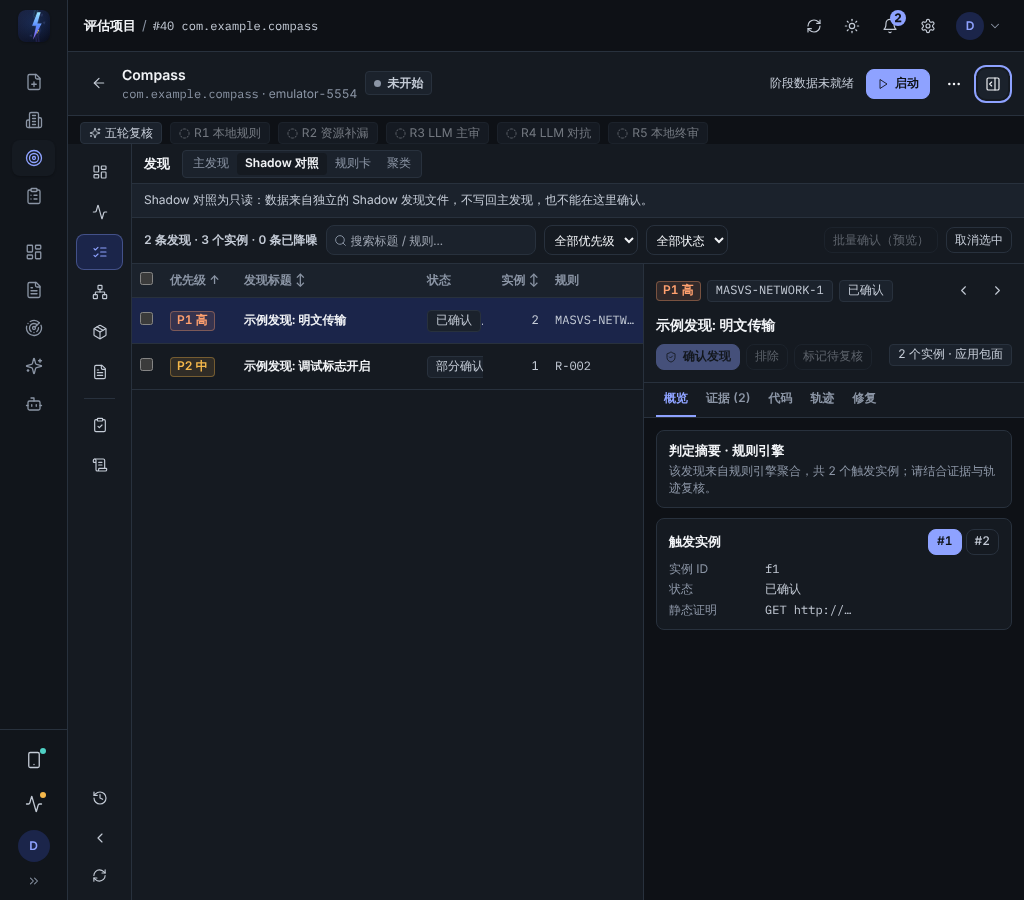 评估项目 / #40 com.example.compass
2
D
Compass
com.example.compass · emulator-5554
未开始
阶段数据未就绪
启动
五轮复核
R1 本地规则
R2 资源补漏
R3 LLM 主审
R4 LLM 对抗
R5 本地终审
发现
主发现
Shadow 对照
规则卡
聚类
Shadow 对照为只读：数据来自独立的 Shadow 发现文件，不写回主发现，也不能在这里确认。
2 条发现 · 3 个实例 · 0 条已降噪
搜索标题 / 规则…
全部优先级
全部状态
批量确认（预览）
取消选中
优先级 ↑ 发现标题 状态 实例 规则
P1 高 示例发现: 明文传输 已确认 2 MASVS-NETW…
P2 中 示例发现: 调试标志开启 部分确认 1 R-002
P1 高
MASVS-NETWORK-1
已确认
示例发现: 明文传输
确认发现
排除
标记待复核
2 个实例 · 应用包面
概览
证据 (2)
代码
轨迹
修复
判定摘要 · 规则引擎
该发现来自规则引擎聚合，共 2 个触发实例；请结合证据与轨
迹复核。
触发实例
#1
#2
实例 ID f1
状态 已确认
静态证明 GET http://…
D